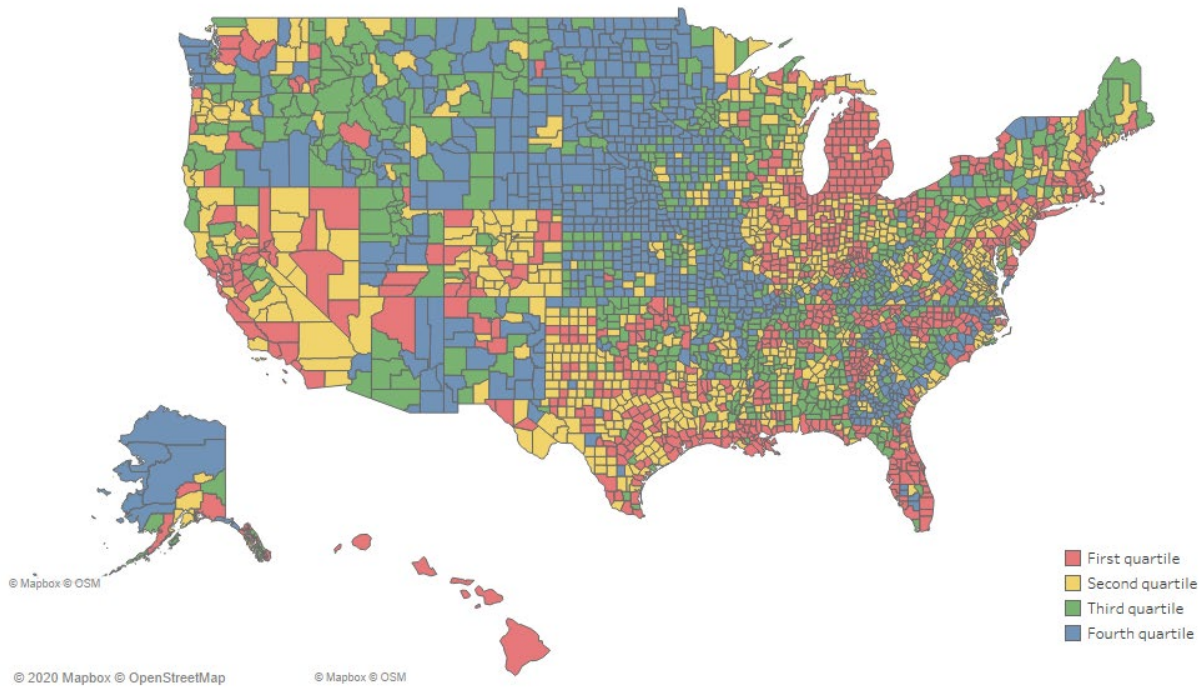 First quartile
Second quartile
Third quartile
Fourth quartile
© Mapbox © OSM
© 2020 Mapbox © OpenStreetMap
© Mapbox © OSM